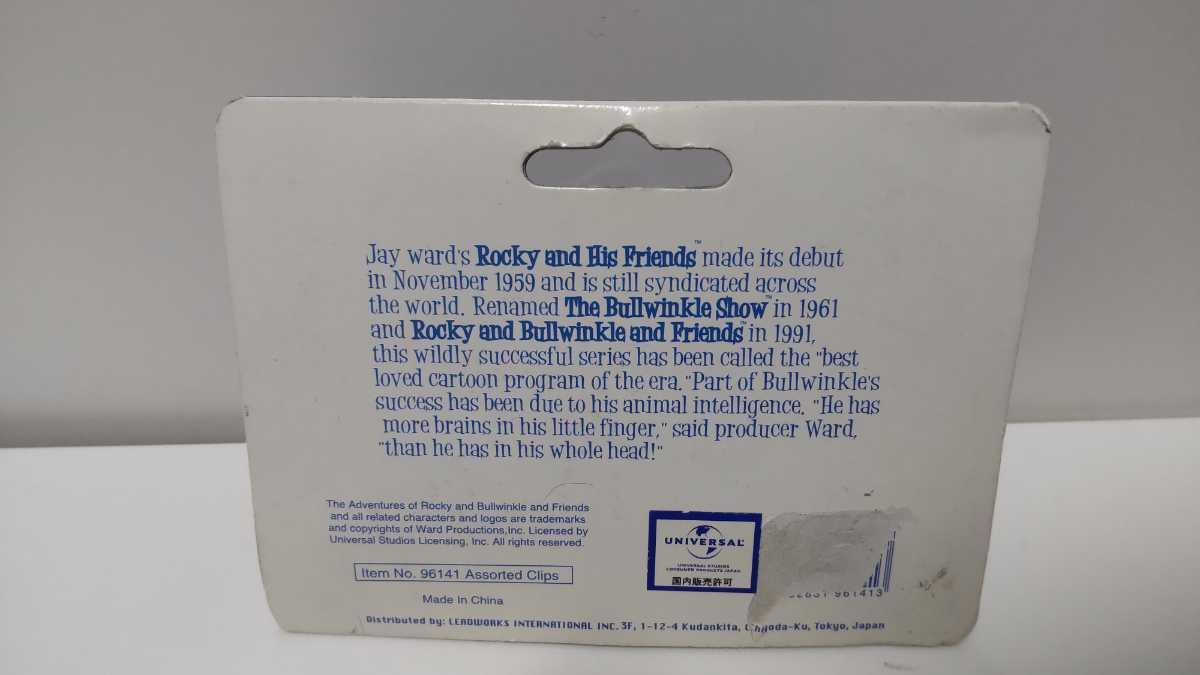 Jay ward's Rocky and His Friends™ made its debut
in November 1959 and is still syndicated across
the world. Renamed The Bullwinkle Show™ in 1961
and Rocky and Bullwinkle and Friends™ in 1991,
this wildly successful series has been called the "best
loved cartoon program of the era."Part of Bullwinkle's
success has been due to his animal intelligence. "He has
more brains in his little finger," said producer Ward,
"than he has in his whole head!"
The Adventures of Rocky and Bullwinkle and Friends
and all related characters and logos are trademarks
and copyrights of Ward Productions,Inc. Licensed by
Universal Studios Licensing, Inc. All rights reserved.
Item No. 96141 Assorted Clips
Made in China
UNIVERSAL
UNIVERSAL STUDIOS
CONSUMER PRODUCTS JAPAN
国内販売許可
961413
Distributed by: LEADWORKS INTERNATIONAL INC. 3F, 1-12-4 Kudankita, Tokyo, Japan